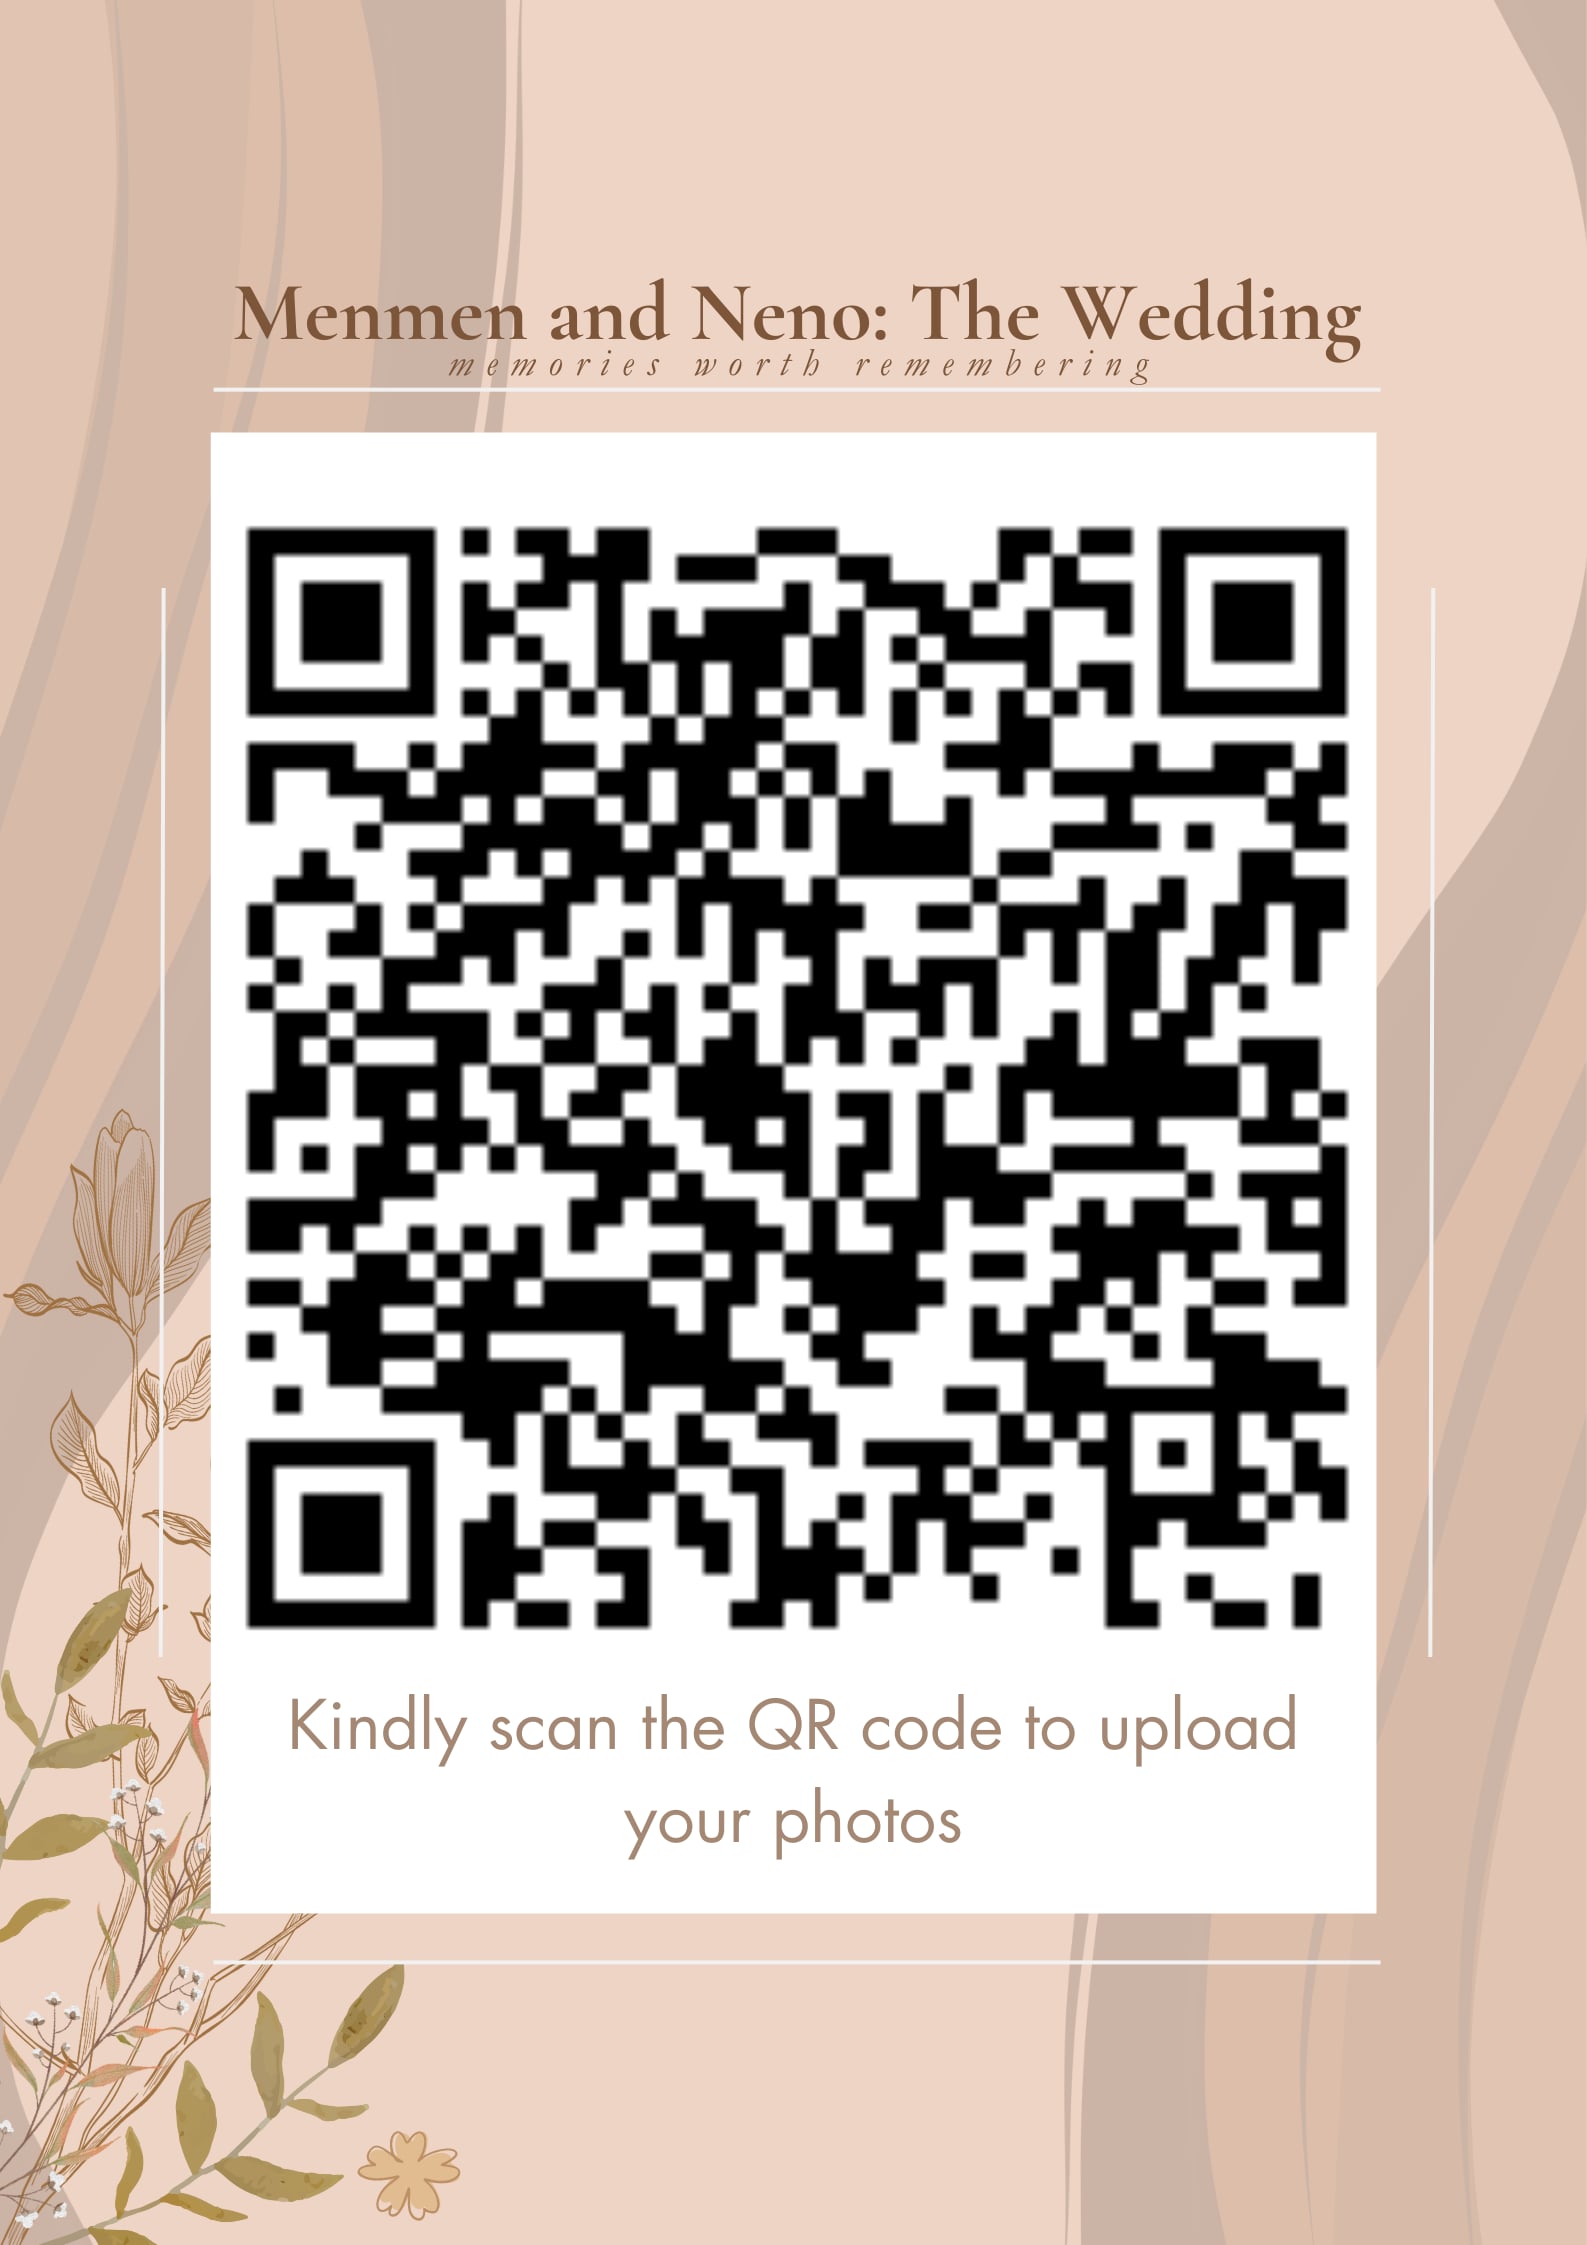 Menmen and Neno: The Wedding
memories worth remembering
Kindly scan the QR code to upload
your photos